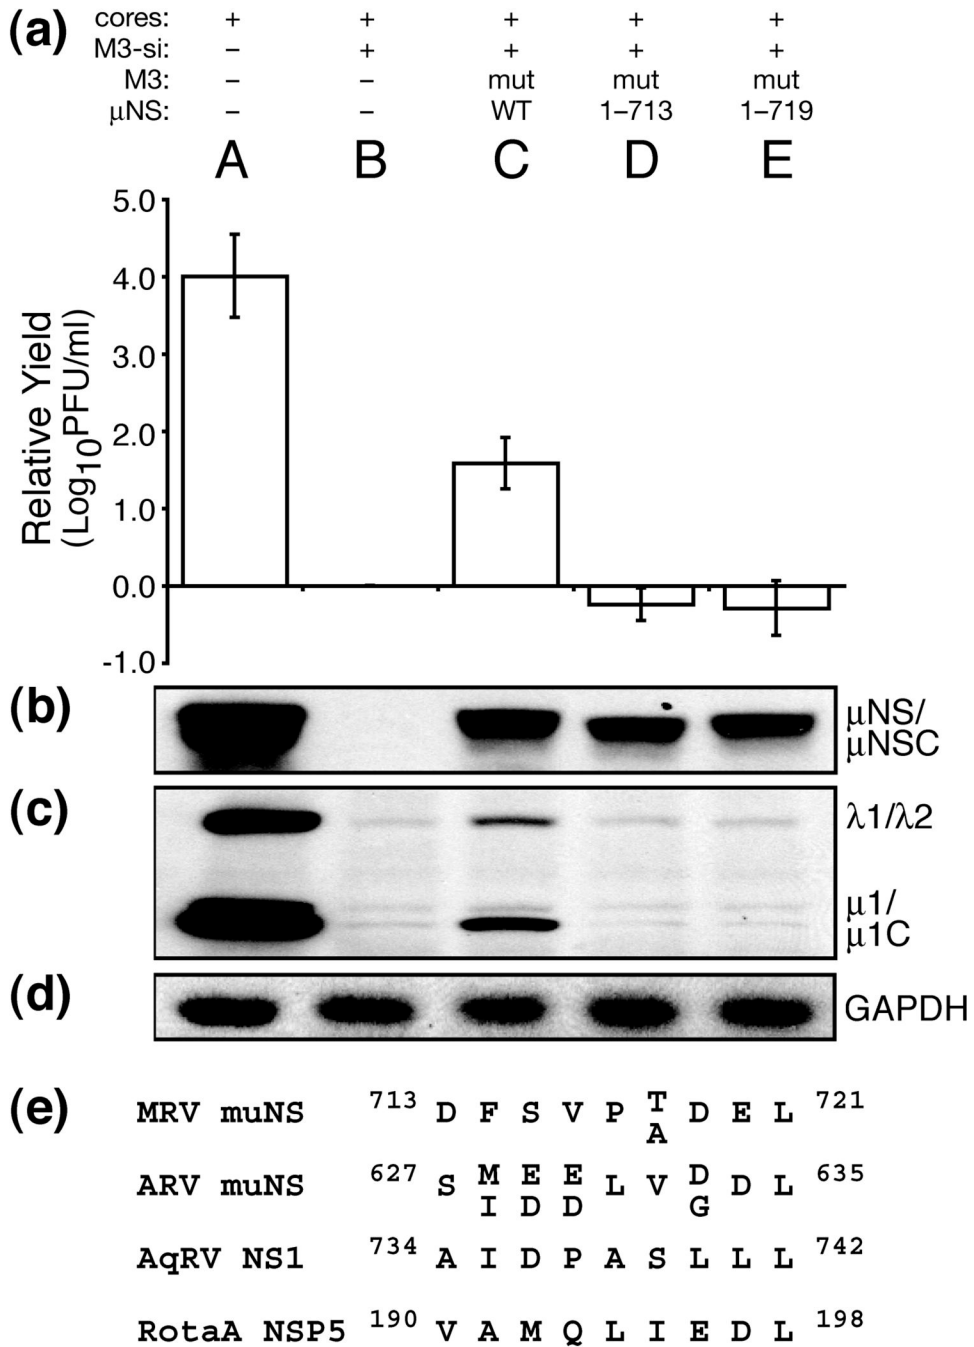 (a)
cores: + + + + +
M3-si: – + + + +
M3: – – mut mut mut
µNS: – – WT 1–713 1–719
A B C D E
Relative Yield
(Log10PFU/ml)
5.0
4.0
3.0
2.0
1.0
0.0
-1.0
(b)
µNS/
µNSC
(c)
λ1/λ2
µ1/
µ1C
(d)
GAPDH
(e)
MRV muNS 713 D F S V P T D E L 721
A
ARV muNS 627 S M E E L V D D L 635
I D D G
AqRV NS1 734 A I D P A S L L L 742
RotaA NSP5 190 V A M Q L I E D L 198